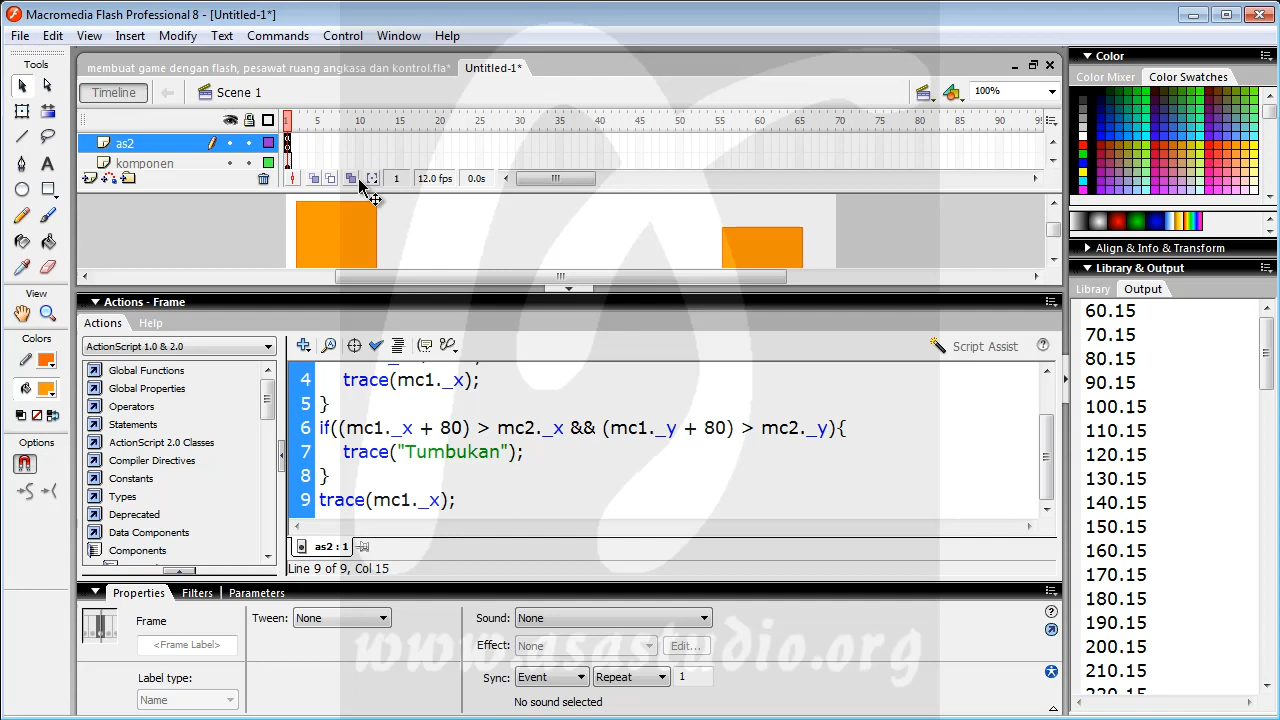 Macromedia Flash Professional 8 - [Untitled-1*]
File Edit View Insert Modify Text Commands Control Window Help
Tools
View
Colors
Options
membuat game dengan flash, pesawat ruang angkasa dan kontrol.fla* Untitled-1*
Timeline Scene 1 100%
1 5 10 15 20 25 30 35 40 45 50 55 60 65 70 75 80 85 90 95
as2
komponen
1 12.0 fps 0.0s
Actions - Frame
Actions Help
ActionScript 1.0 & 2.0 Script Assist
Global Functions
Global Properties
Operators
Statements
ActionScript 2.0 Classes
Compiler Directives
Constants
Types
Deprecated
Data Components
Components
4 trace(mc1._x);
5 }
6 if((mc1._x + 80) > mc2._x && (mc1._y + 80) > mc2._y){
7 trace("Tumbukan");
8 }
9 trace(mc1._x);
as2 : 1
Line 9 of 9, Col 15
Properties Filters Parameters
Frame
<Frame Label>
Label type:
Name
Tween: None
Sound: None
Effect: None Edit...
Sync: Event Repeat 1
No sound selected
Color
Color Mixer Color Swatches
Align & Info & Transform
Library & Output
Library Output
60.15
70.15
80.15
90.15
100.15
110.15
120.15
130.15
140.15
150.15
160.15
170.15
180.15
190.15
200.15
210.15
www.asastudio.org